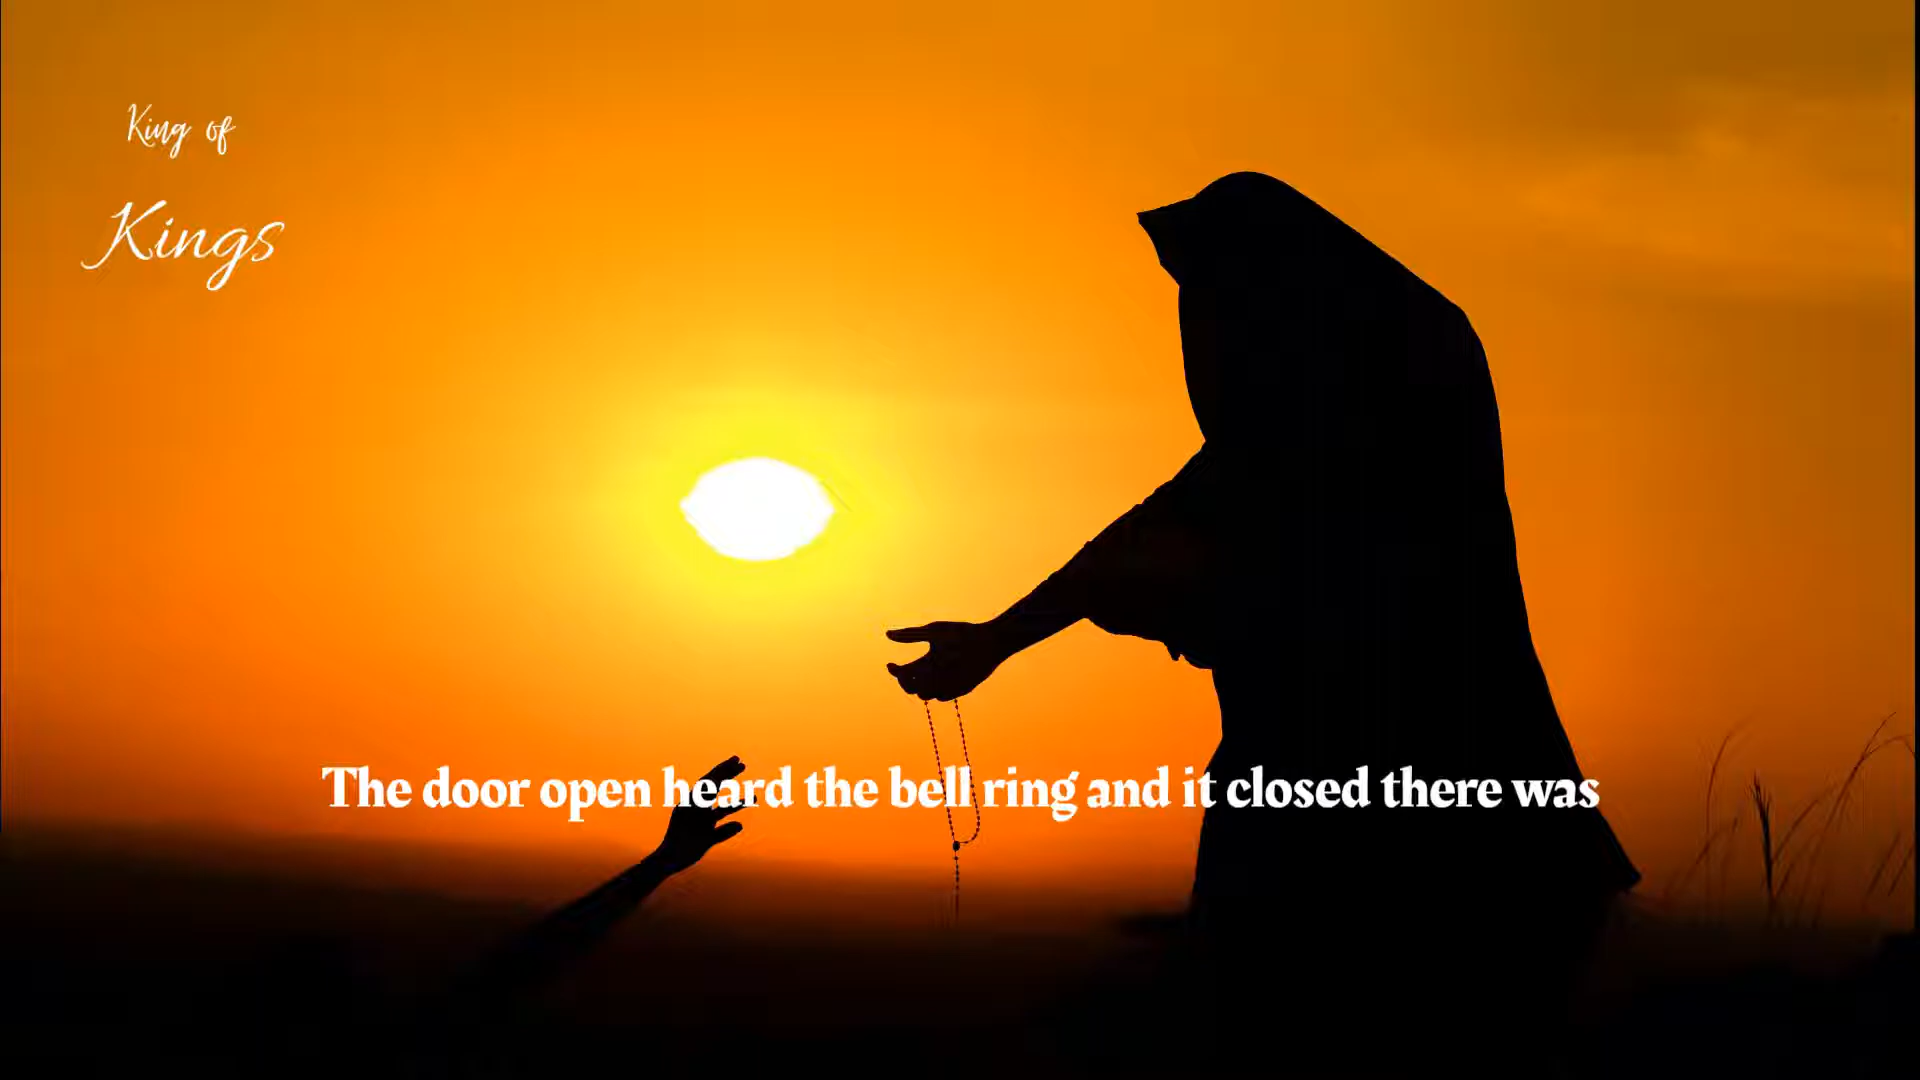 King of
Kings
The door open heard the bell ring and it closed there was